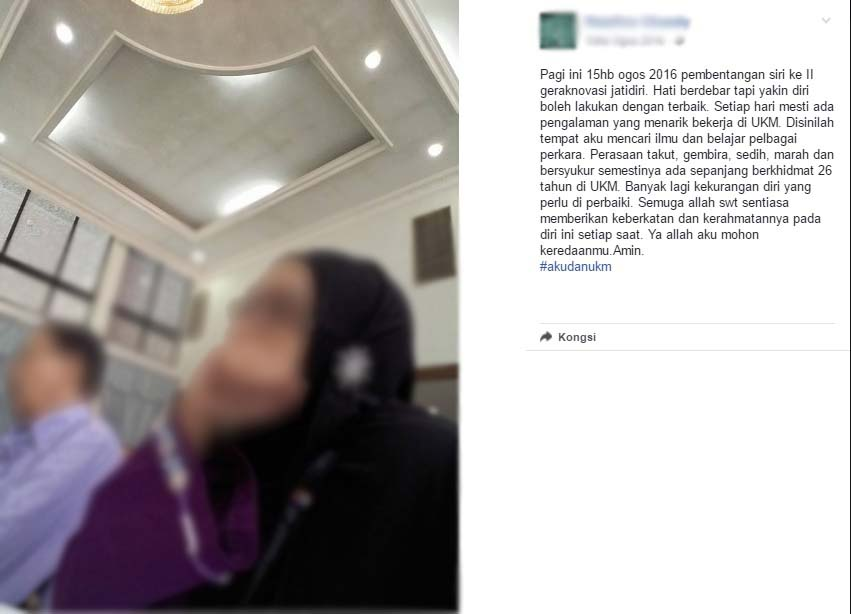 Pagi ini 15hb ogos 2016 pembentangan siri ke II
geraknovasi jatidiri. Hati berdebar tapi yakin diri
boleh lakukan dengan terbaik. Setiap hari mesti ada
pengalaman yang menarik bekerja di UKM. Disinilah
tempat aku mencari ilmu dan belajar pelbagai
perkara. Perasaan takut, gembira, sedih, marah dan
bersyukur semestinya ada sepanjang berkhidmat 26
tahun di UKM. Banyak lagi kekurangan diri yang
perlu di perbaiki. Semuga allah swt sentiasa
memberikan keberkatan dan kerahmatannya pada
diri ini setiap saat. Ya allah aku mohon
keredaanmu.Amin.
#akudanukm
Kongsi